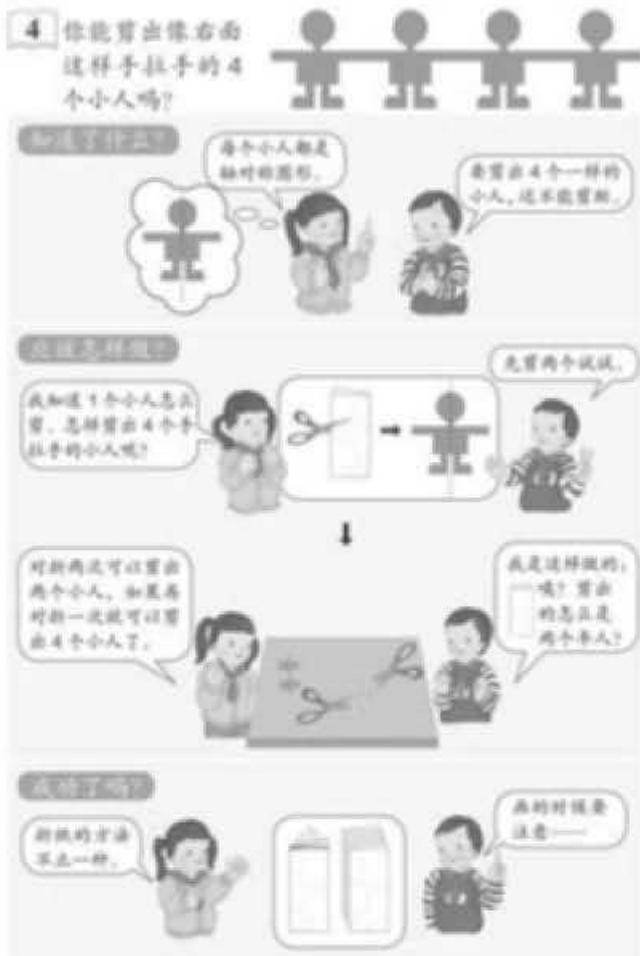 4 你能剪出像右面
这样手拉手的4
个小人吗?
知道了什么?
每个小人都是
轴对称图形。
要剪出4个一样的
小人,还不能剪断。
应该怎样做?
先剪两个试试。
我知道1个小人怎么
剪,怎样剪出4个手
拉手的小人呢?
对折两次可以剪出
两个小人,如果再
对折一次就可以剪
出4个小人了。
我是这样做的,
咦?剪出
的怎么是
两个半人?
成功了吗?
折纸的方法
不止一种。
画的时候要
注意……